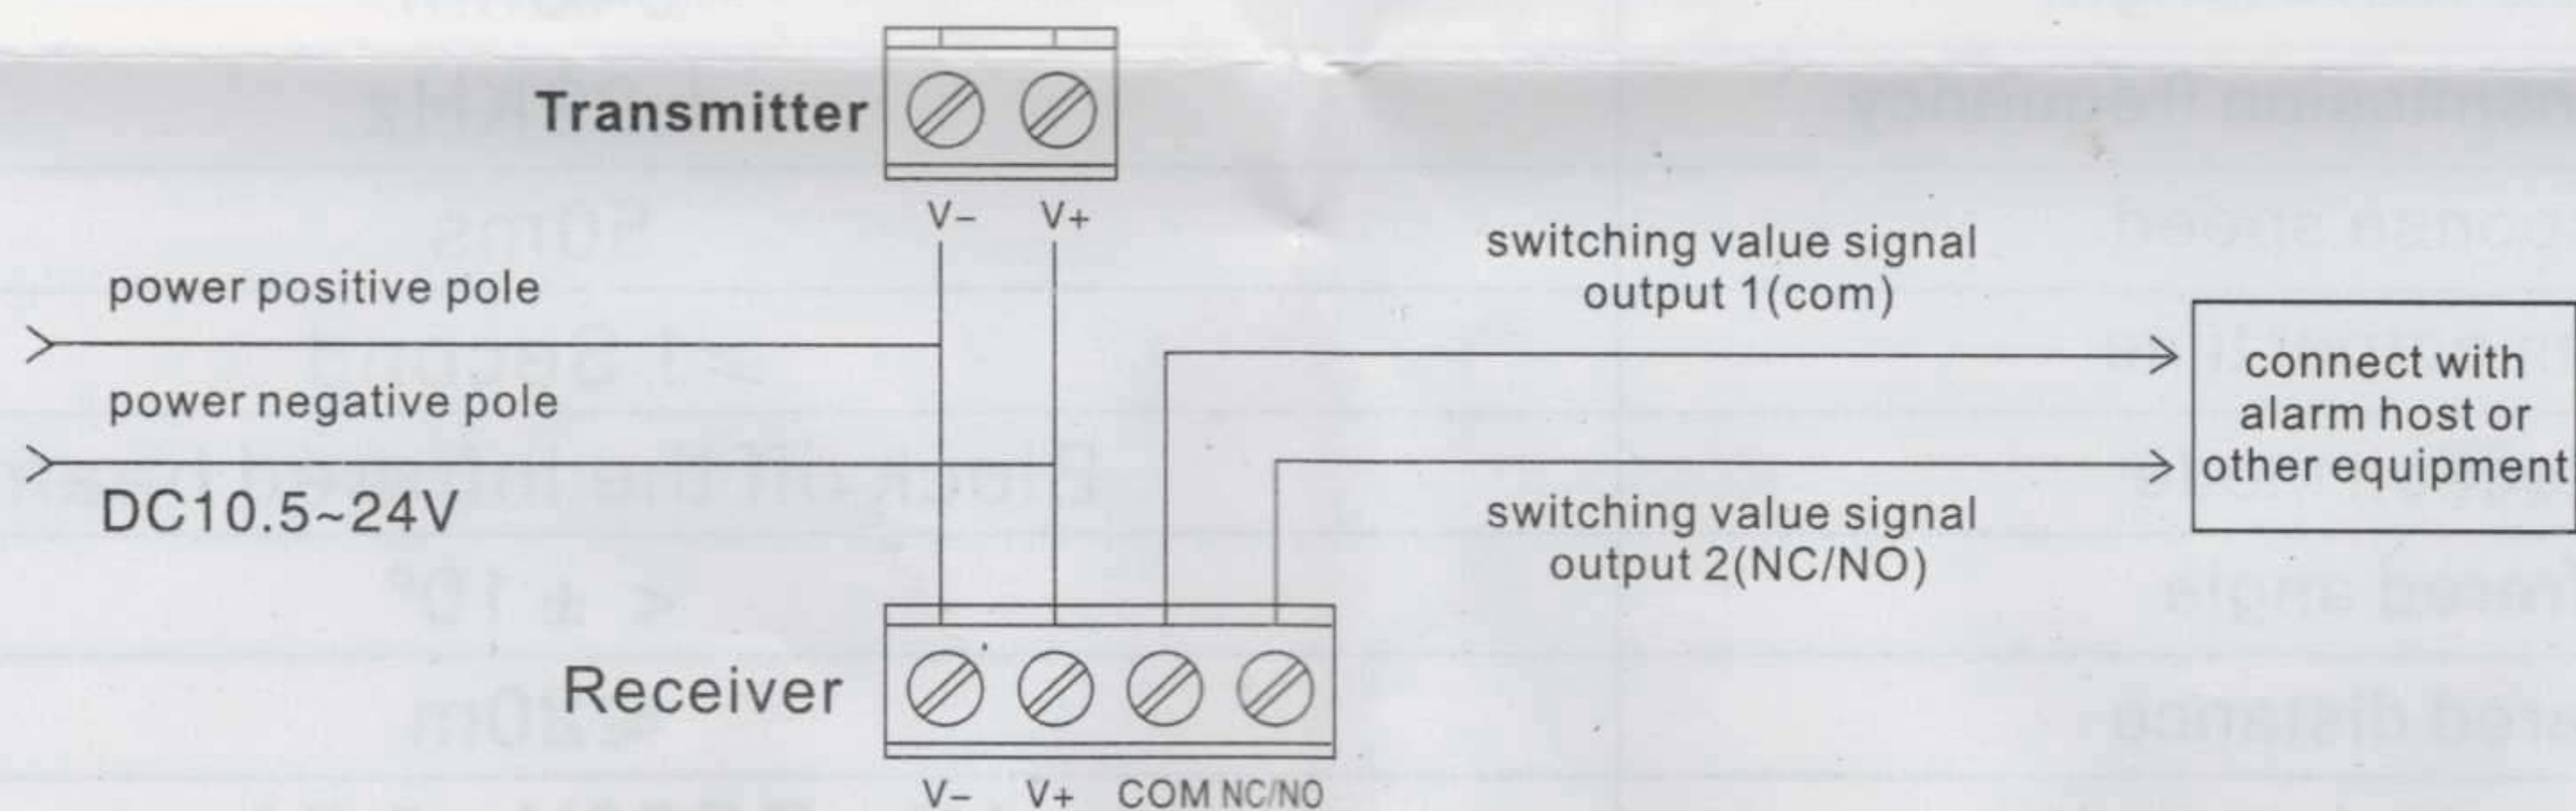 Transmitter
V- V+
power positive pole
power negative pole
DC10.5~24V
switching value signal
output 1(com)
connect with
alarm host or
other equipment
switching value signal
output 2(NC/NO)
Receiver
V- V+ COM NC/NO